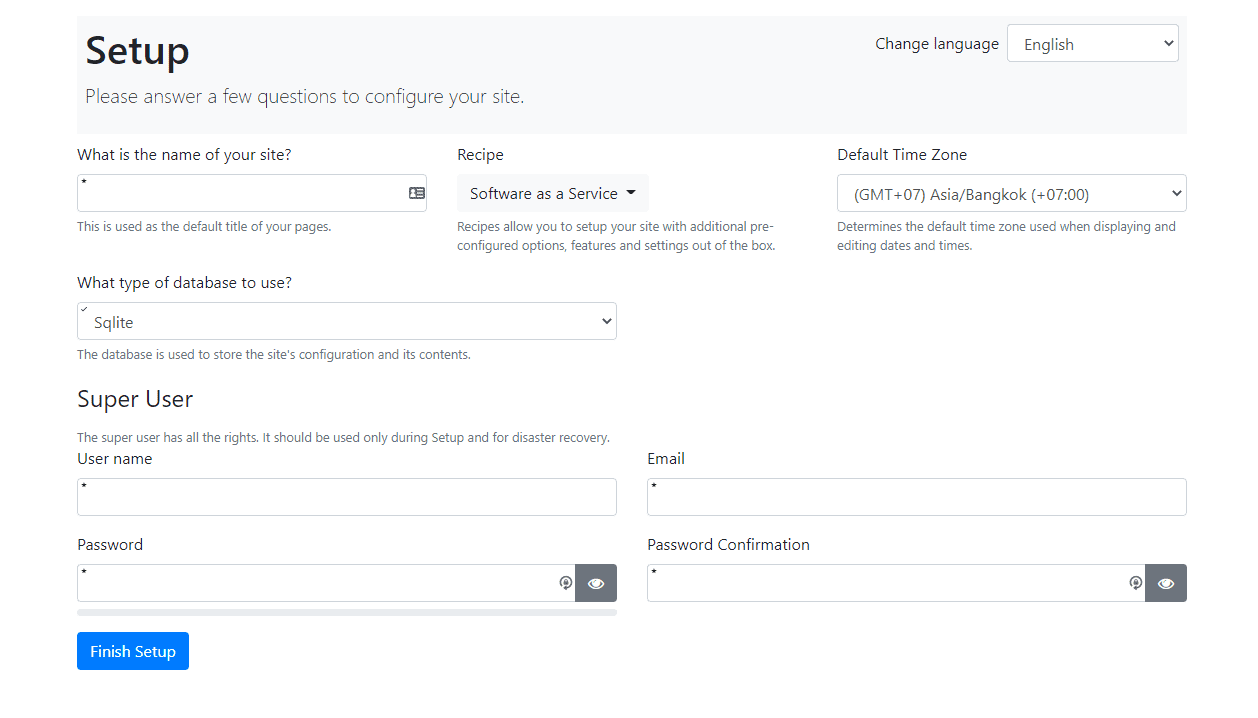 Setup
Change language
English
Please answer a few questions to configure your site.
What is the name of your site?
Recipe
Default Time Zone
*
Software as a Service
(GMT+07) Asia/Bangkok (+07:00)
This is used as the default title of your pages.
Recipes allow you to setup your site with additional pre-
configured options, features and settings out of the box.
Determines the default time zone used when displaying and
editing dates and times.
What type of database to use?
Sqlite
The database is used to store the site's configuration and its contents.
Super User
The super user has all the rights. It should be used only during Setup and for disaster recovery.
User name
Email
*
*
Password
Password Confirmation
*
*
Finish Setup